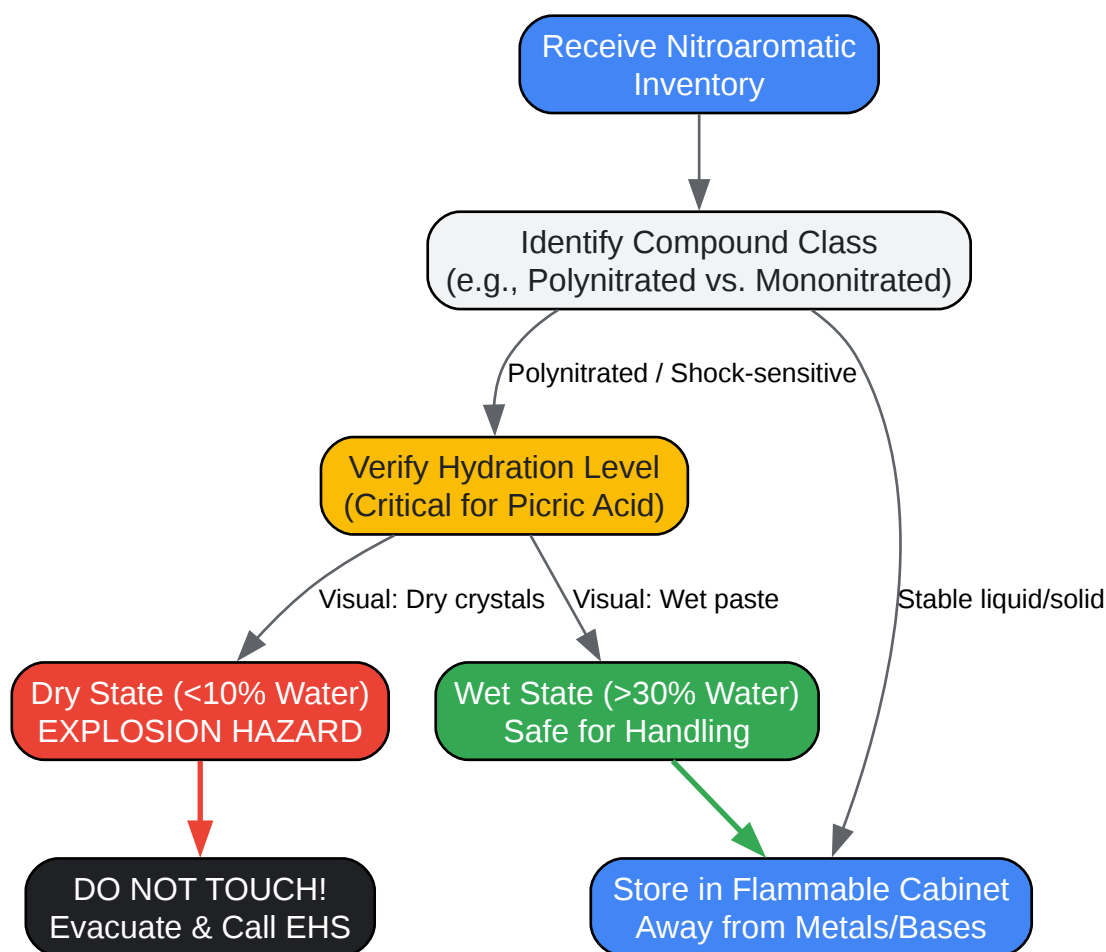 Receive Nitroaromatic
Inventory
Identify Compound Class
(e.g., Polynitrated vs. Mononitrated)
Polynitrated / Shock-sensitive
Verify Hydration Level
(Critical for Picric Acid)
Visual: Dry crystals
Visual: Wet paste
Stable liquid/solid
Dry State (<10% Water)
EXPLOSION HAZARD
Wet State (>30% Water)
Safe for Handling
DO NOT TOUCH!
Evacuate & Call EHS
Store in Flammable Cabinet
Away from Metals/Bases